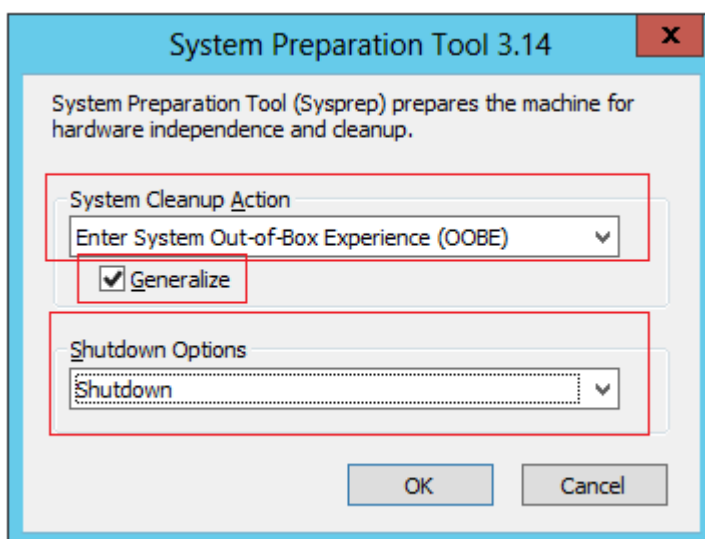 System Preparation Tool 3.14
x
System Preparation Tool (Sysprep) prepares the machine for
hardware independence and cleanup.
System Cleanup Action
Enter System Out-of-Box Experience (OOBE)
Generalize
Shutdown Options
Shutdown
OK Cancel